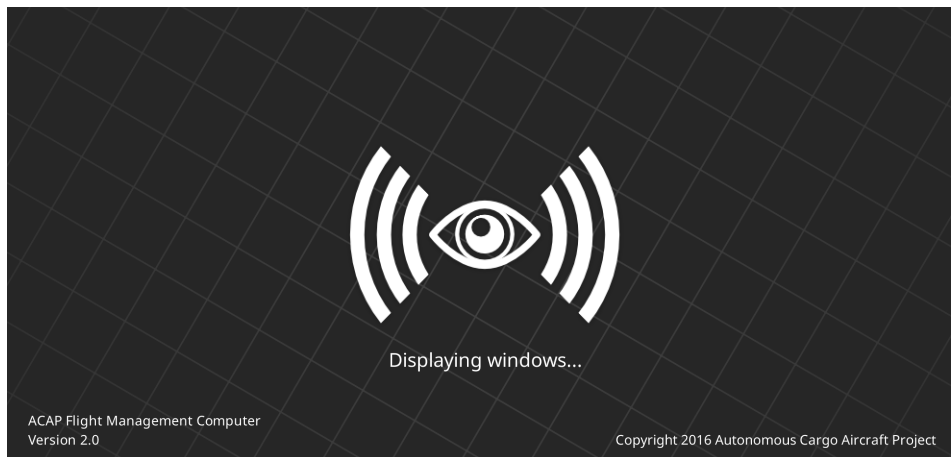 Displaying windows...
ACAP Flight Management Computer
Version 2.0
Copyright 2016 Autonomous Cargo Aircraft Project